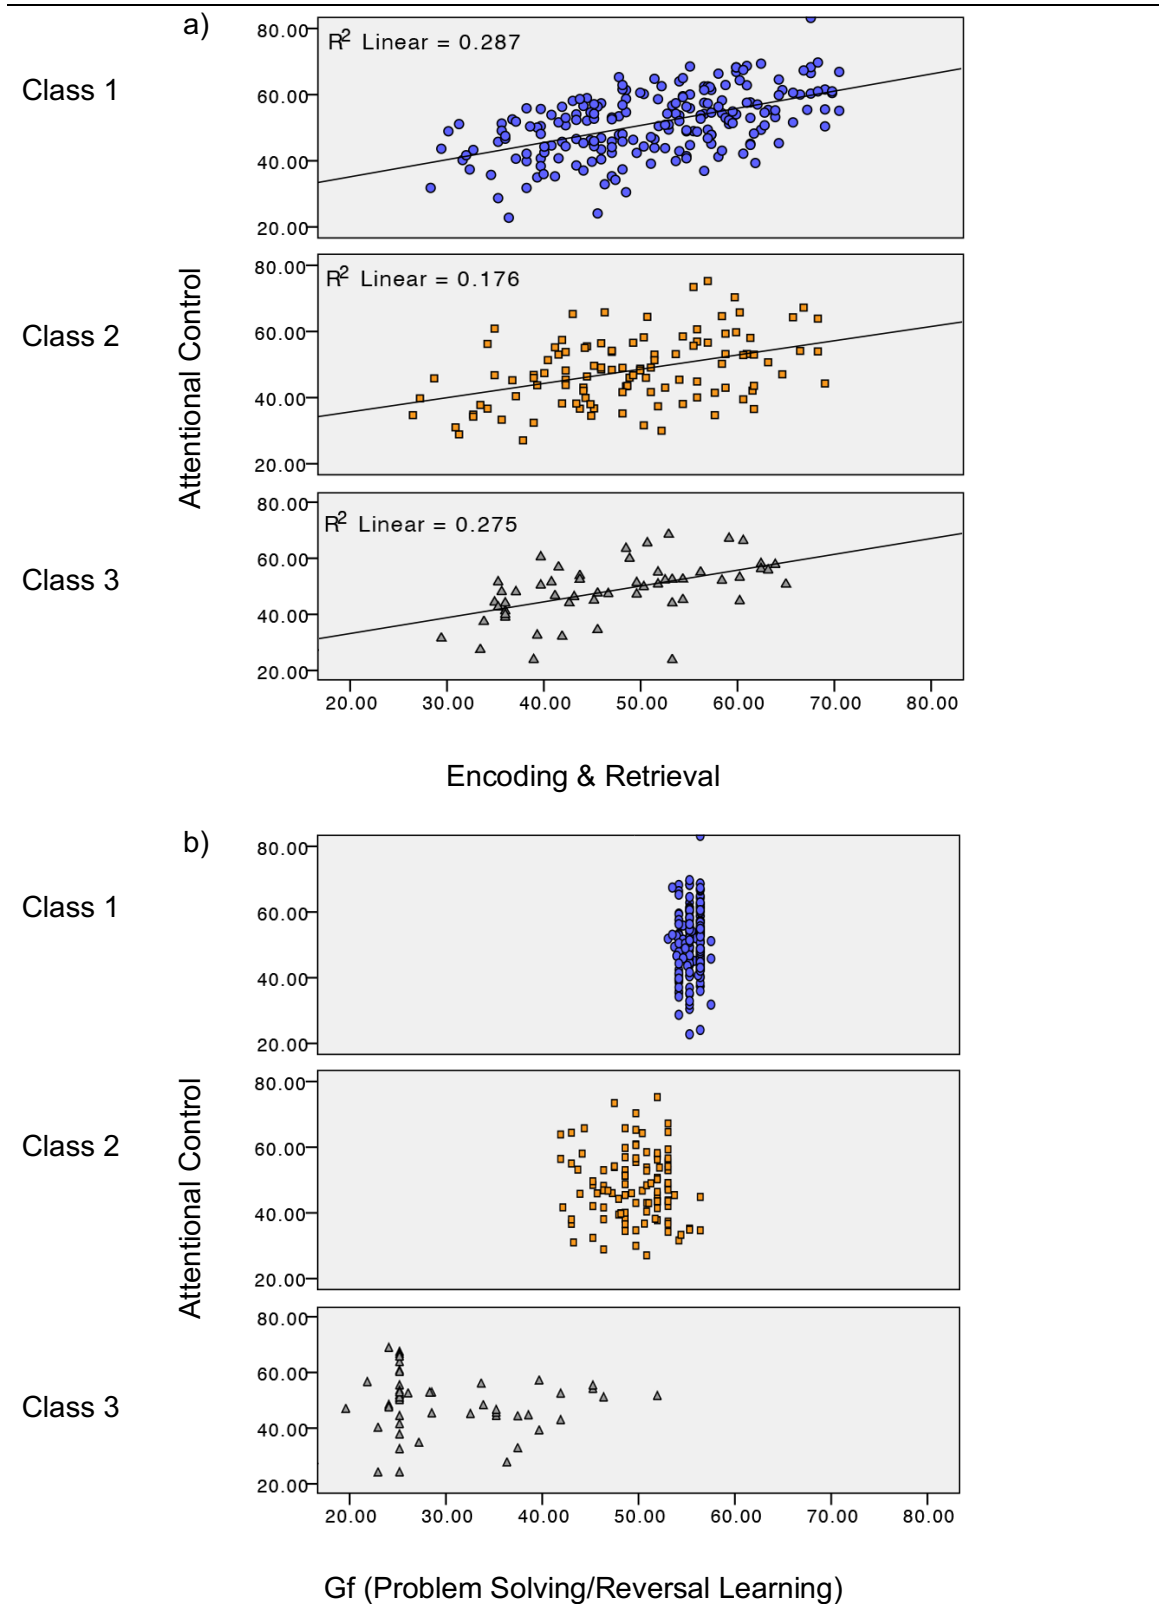 a)
Class 1
80.00
60.00
40.00
20.00
R² Linear = 0.287
Class 2
80.00
60.00
40.00
20.00
R² Linear = 0.176
Attentional Control
Class 3
80.00
60.00
40.00
20.00
R² Linear = 0.275
20.00 30.00 40.00 50.00 60.00 70.00 80.00
Encoding & Retrieval
b)
Class 1
80.00
60.00
40.00
20.00
Class 2
80.00
60.00
40.00
20.00
Attentional Control
Class 3
80.00
60.00
40.00
20.00
20.00 30.00 40.00 50.00 60.00 70.00 80.00
Gf (Problem Solving/Reversal Learning)